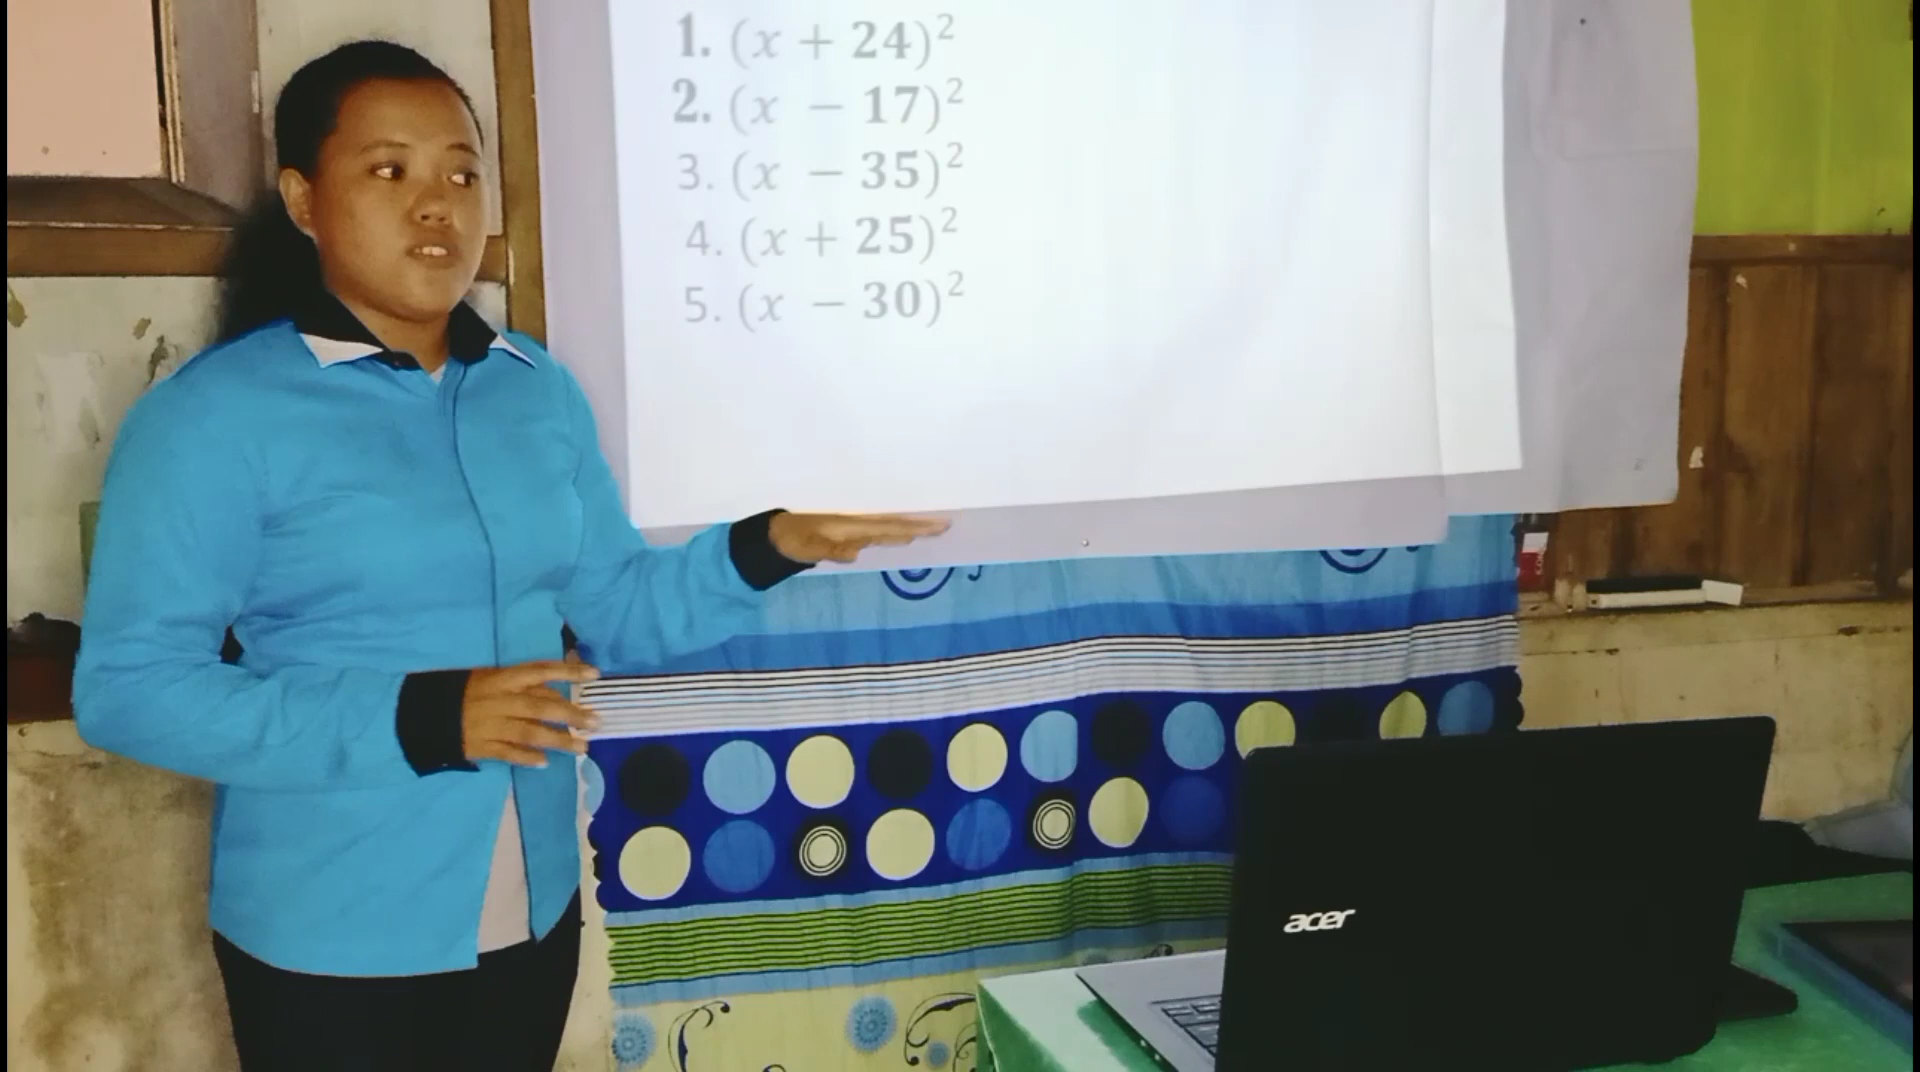 1. (x + 24)²
2. (x − 17)²
3. (x − 35)²
4. (x + 25)²
5. (x − 30)²
acer